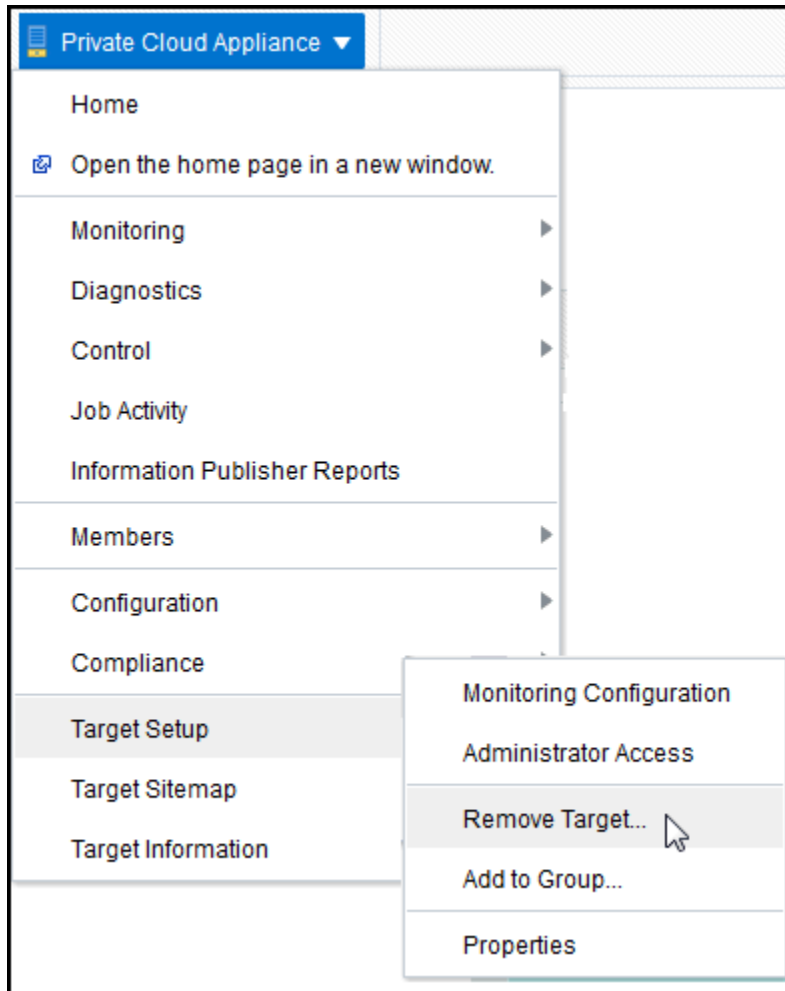 Private Cloud Appliance
Home
Open the home page in a new window.
Monitoring
Diagnostics
Control
Job Activity
Information Publisher Reports
Members
Configuration
Compliance
Target Setup
Target Sitemap
Target Information
Monitoring Configuration
Administrator Access
Remove Target...
Add to Group...
Properties